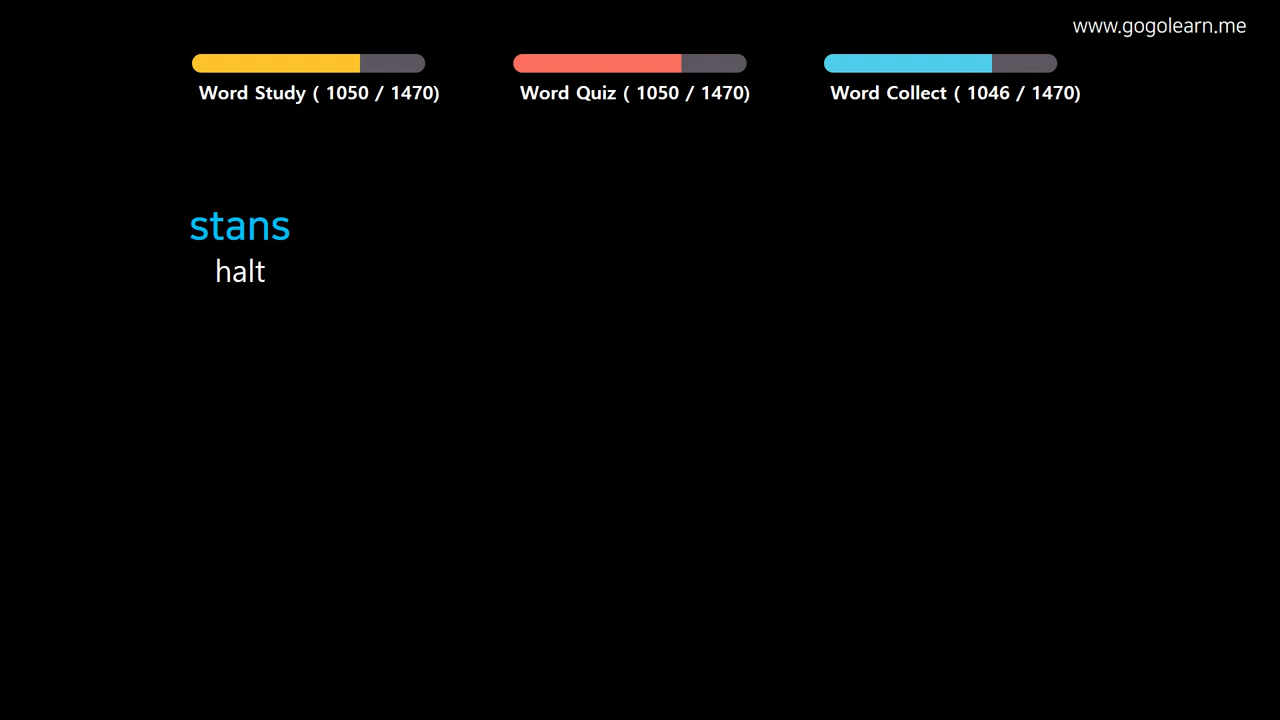 www.gogolearn.me
Word Study ( 1050 / 1470)
Word Quiz ( 1050 / 1470)
Word Collect ( 1046 / 1470)
stans
halt